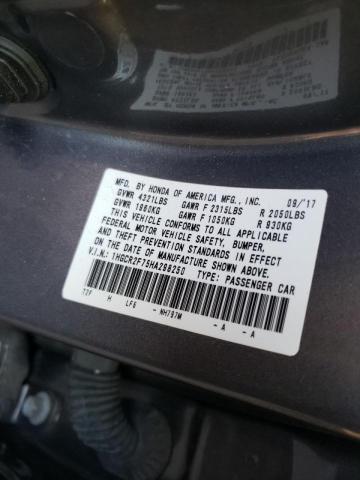 MFD. BY HONDA OF AMERICA MFG., INC. 09/'17
GVWR 4321LBS GAWR F 2315LBS R 2050LBS
GVWR 1960KG GAWR F 1050KG R 930KG
THIS VEHICLE CONFORMS TO ALL APPLICABLE
FEDERAL MOTOR VEHICLE SAFETY, BUMPER,
AND THEFT PREVENTION STANDARDS IN EFFECT
ON THE DATE OF MANUFACTURE SHOWN ABOVE.
V.I.N.: 1HGCR2F75HA298250 TYPE: PASSENGER CAR
T2F H LF6 NH797M -A -A